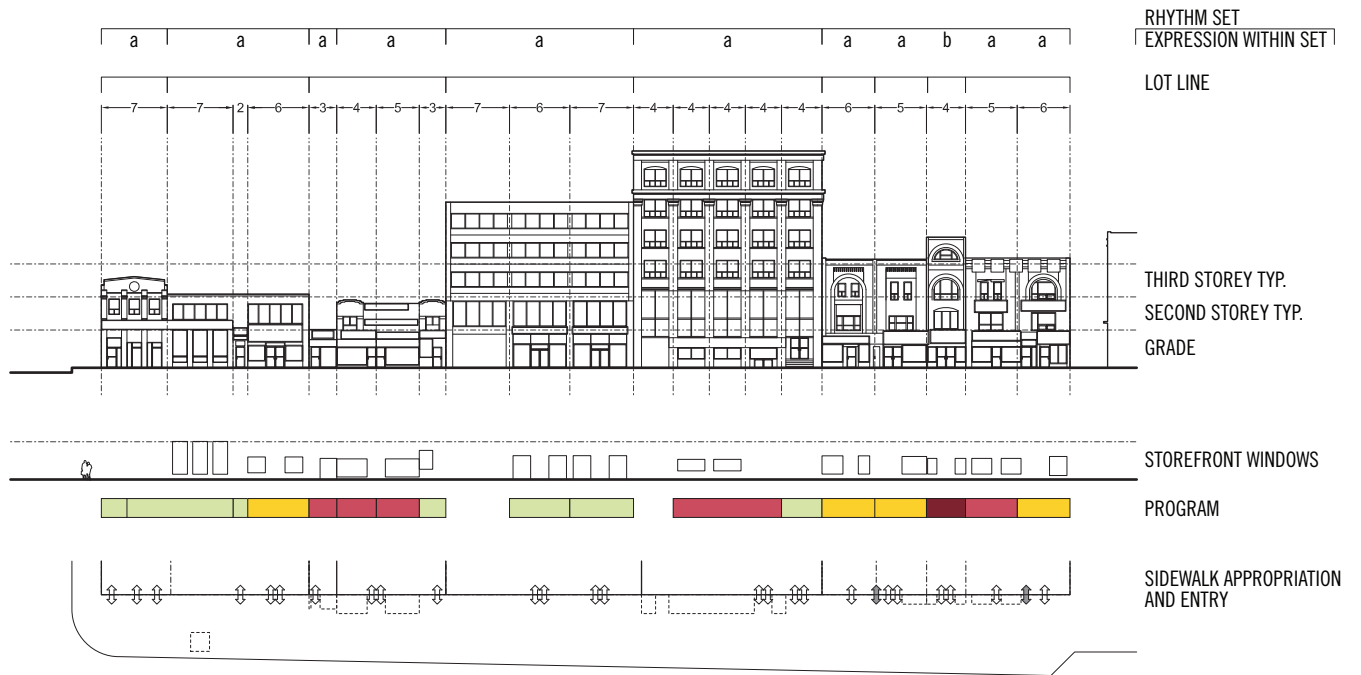 RHYTHM SET
a a a a a a a a b a a
EXPRESSION WITHIN SET
LOT LINE
7 7 2 6 3 4 5 3 7 6 7 4 4 4 4 4 6 5 4 5 6
THIRD STOREY TYP.
SECOND STOREY TYP.
GRADE
STOREFRONT WINDOWS
PROGRAM
SIDEWALK APPROPRIATION
AND ENTRY